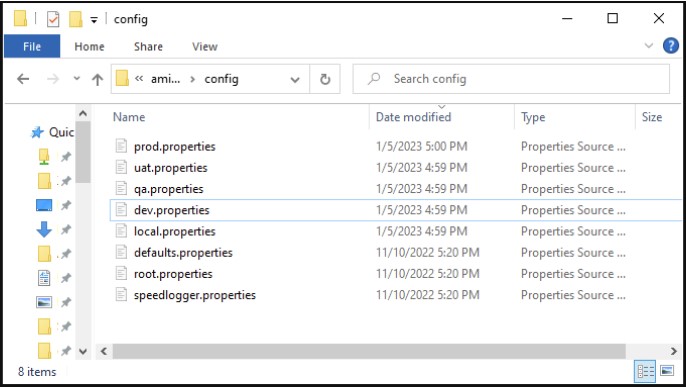 config
File Home Share View
« ami... > config Search config
Name Date modified Type Size
Quic
prod.properties 1/5/2023 5:00 PM Properties Source ...
uat.properties 1/5/2023 4:59 PM Properties Source ...
qa.properties 1/5/2023 4:59 PM Properties Source ...
dev.properties 1/5/2023 4:59 PM Properties Source ...
local.properties 1/5/2023 4:59 PM Properties Source ...
defaults.properties 11/10/2022 5:20 PM Properties Source ...
root.properties 11/10/2022 5:20 PM Properties Source ...
speedlogger.properties 11/10/2022 5:20 PM Properties Source ...
8 items